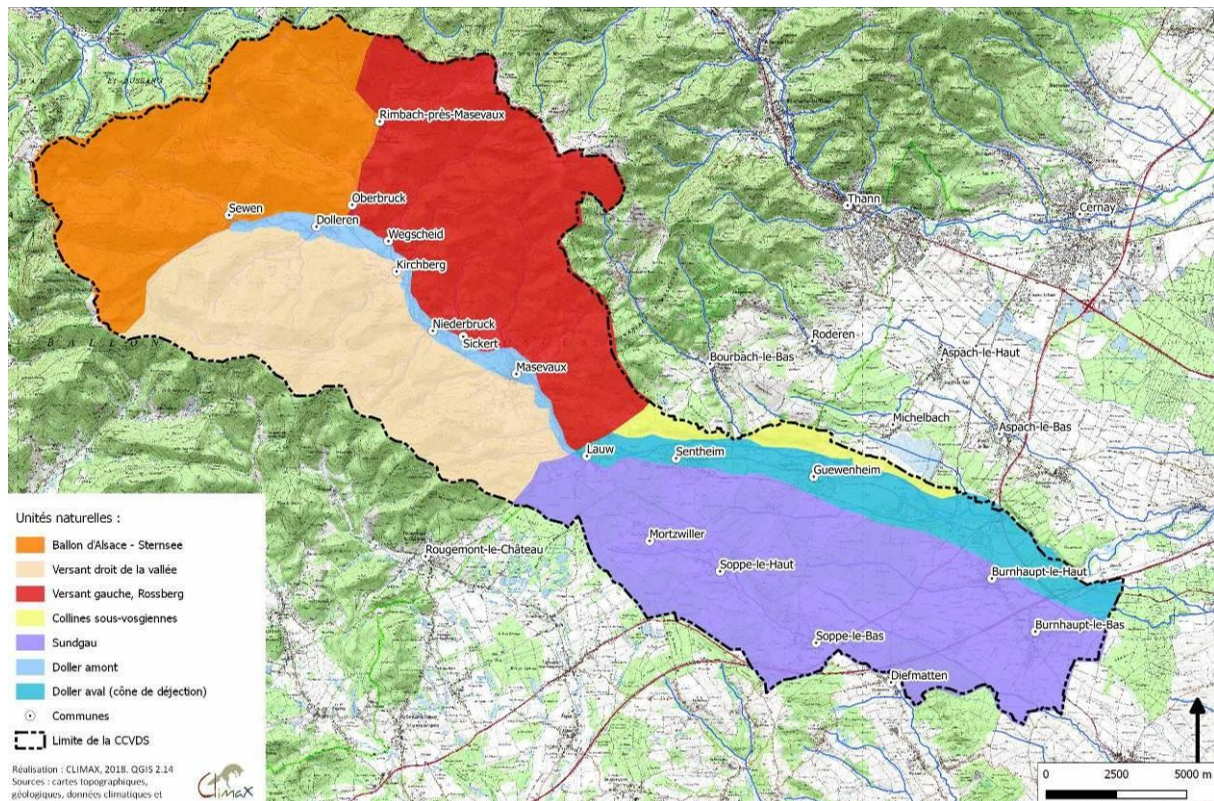 Rimbach-près-Masevaux
Oberbruck
Sewen
Dolleren
Wegscheid
Kirchberg
Thann
Cernay
Niederbruck
Sickert
Masevaux
Bourbach-le-Bas
Roderen
Aspach-le-Haut
Michelbach
Aspach-le-Bas
Lauw
Sentheim
Guewenheim
Mortzwiller
Rougemont-le-Château
Soppe-le-Haut
Burnhaupt-le-Haut
Burnhaupt-le-Bas
Soppe-le-Bas
Diefmatten
Unités naturelles :
Ballon d'Alsace - Sternsee
Versant droit de la vallée
Versant gauche, Rossberg
Collines sous-vosgiennes
Sundgau
Doller amont
Doller aval (cône de déjection)
Communes
Limite de la CCVDS
Réalisation : CLIMAX, 2018. QGIS 2.14
Sources : cartes topographiques,
géologiques, données climatiques et
Climax
0 2500 5000 m